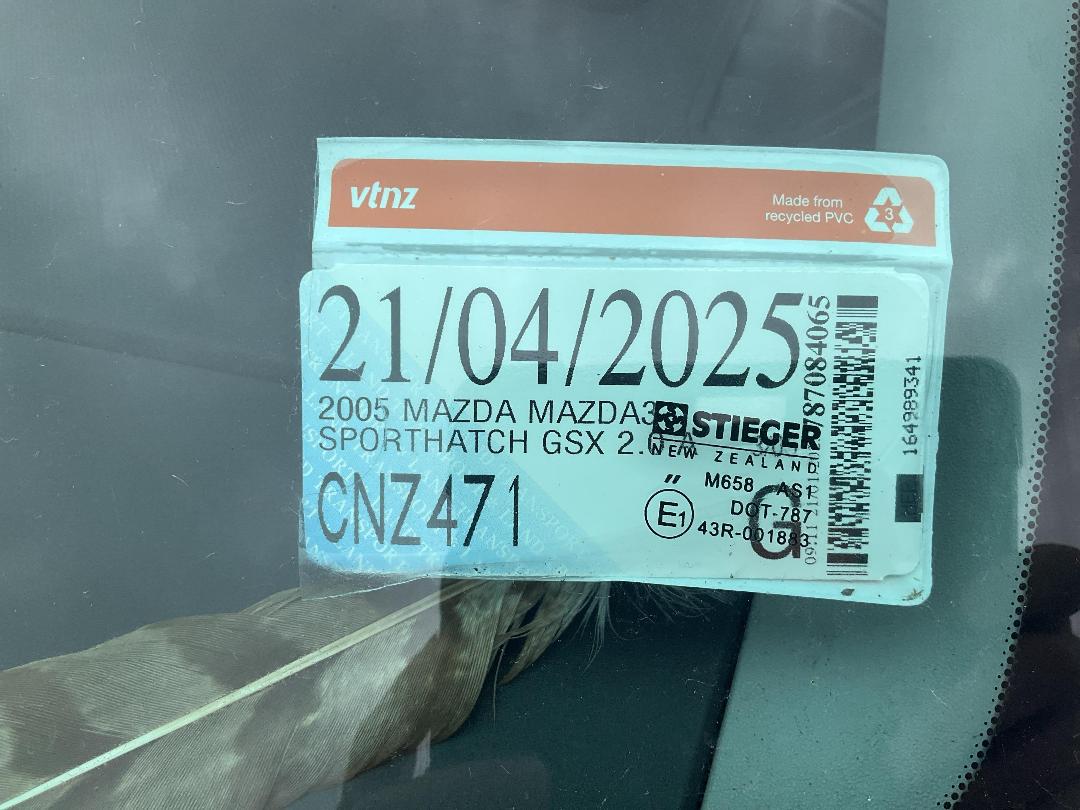 vtnz
Made from
recycled PVC
3
21/04/2025
2005 MAZDA MAZDA3
SPORTHATCH GSX 2.0 A
CNZ471
G
STIEGER
NEW ZEALAND
M658 AS1
DOT-787
E1 43R-001883
164989341